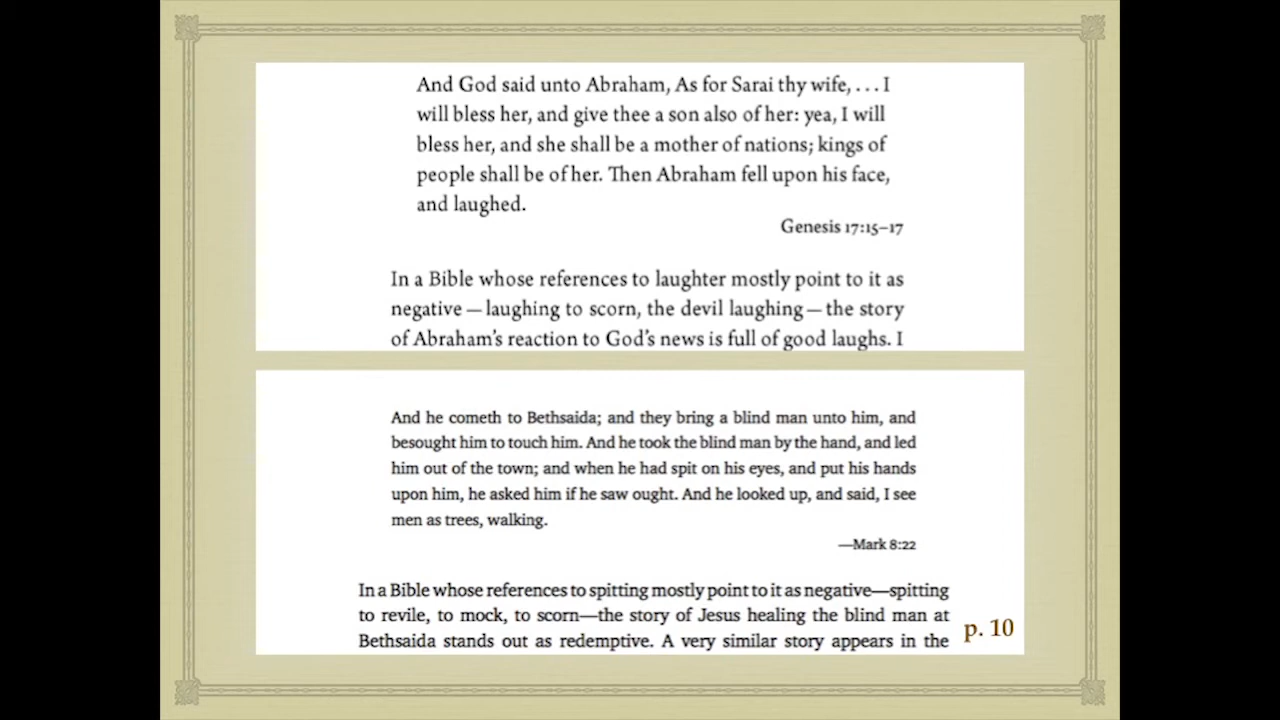 And God said unto Abraham, As for Sarai thy wife, . . . I
will bless her, and give thee a son also of her: yea, I will
bless her, and she shall be a mother of nations; kings of
people shall be of her. Then Abraham fell upon his face,
and laughed.
Genesis 17:15–17
In a Bible whose references to laughter mostly point to it as
negative — laughing to scorn, the devil laughing — the story
of Abraham’s reaction to God’s news is full of good laughs. I
And he cometh to Bethsaida; and they bring a blind man unto him, and
besought him to touch him. And he took the blind man by the hand, and led
him out of the town; and when he had spit on his eyes, and put his hands
upon him, he asked him if he saw ought. And he looked up, and said, I see
men as trees, walking.
—Mark 8:22
In a Bible whose references to spitting mostly point to it as negative—spitting
to revile, to mock, to scorn—the story of Jesus healing the blind man at
Bethsaida stands out as redemptive. A very similar story appears in the
p. 10